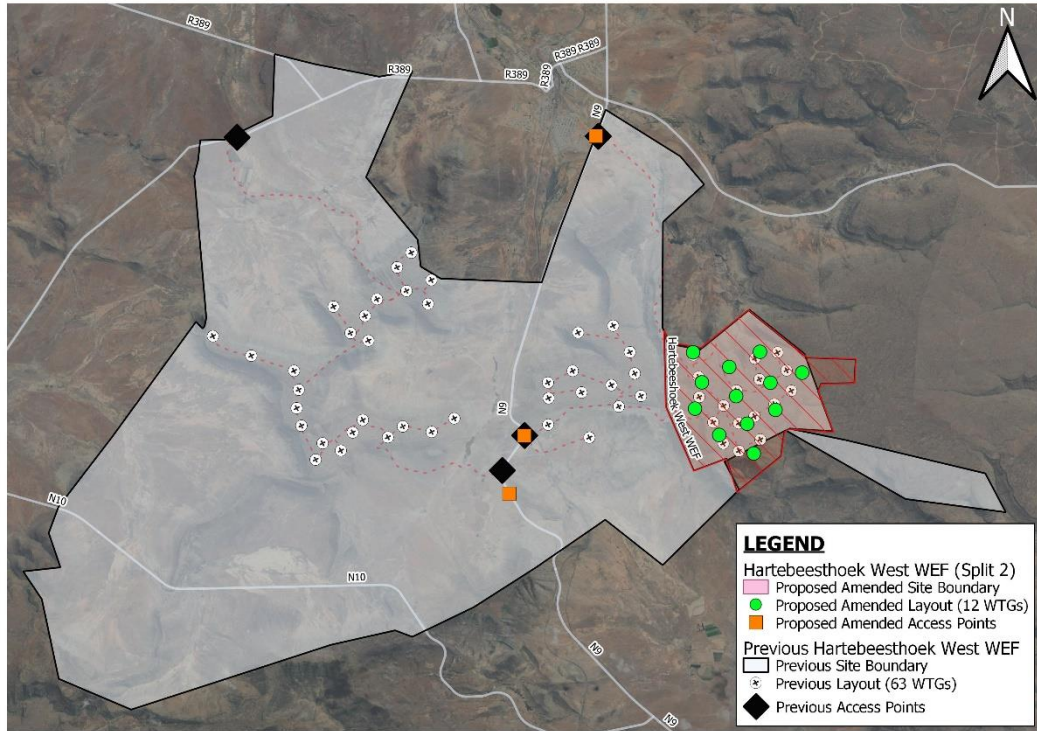 R389
R389
R389
R389 R389
N
N9
N9
Hartebeeshoek West WEF
N10
N10
N9
N9
LEGEND
Hartebeesthoek West WEF (Split 2)
Proposed Amended Site Boundary
Proposed Amended Layout (12 WTGs)
Proposed Amended Access Points
Previous Hartebeesthoek West WEF
Previous Site Boundary
Previous Layout (63 WTGs)
Previous Access Points